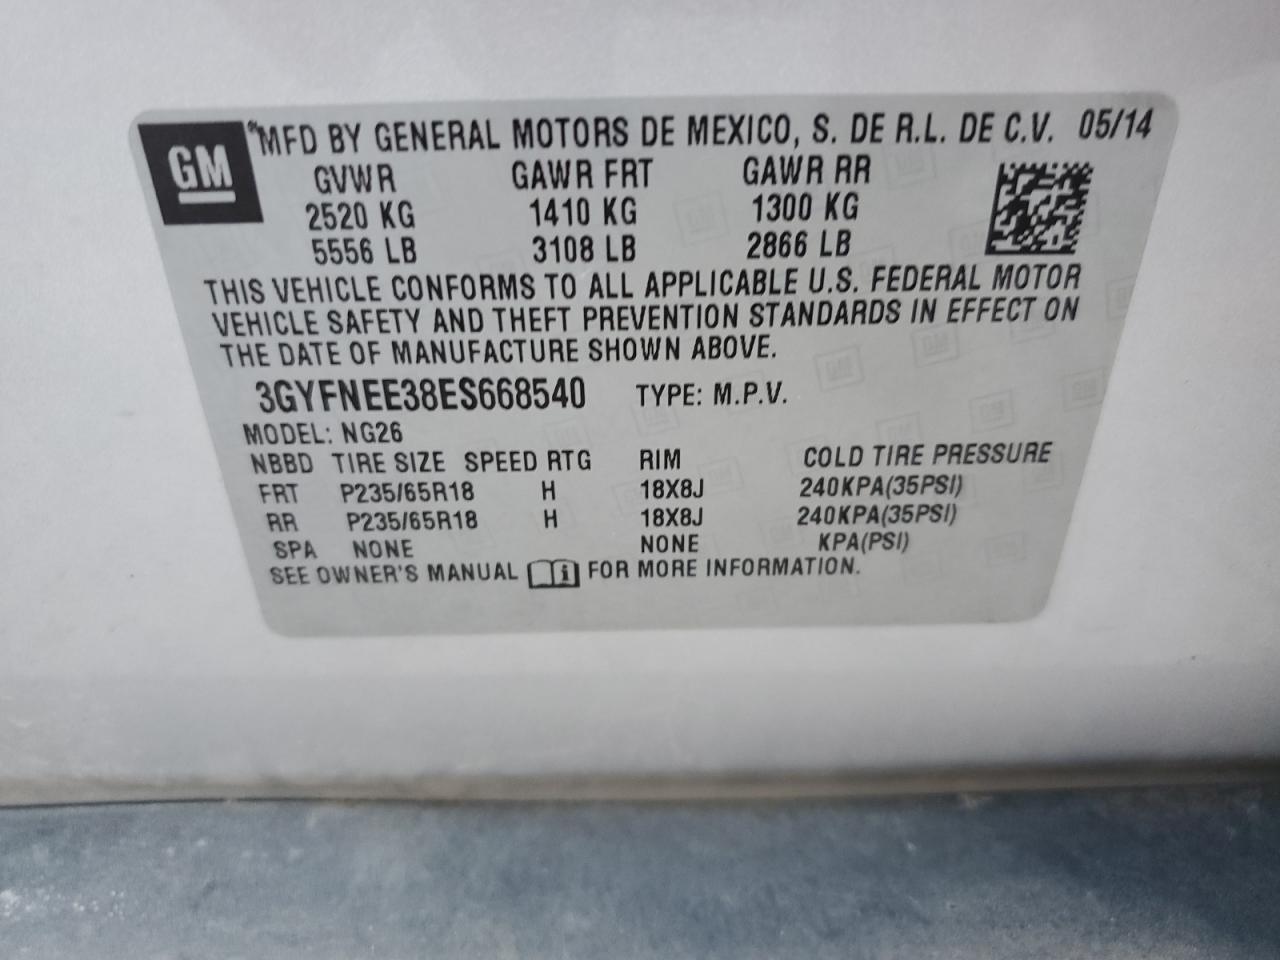 GM
MFD BY GENERAL MOTORS DE MEXICO, S. DE R.L. DE C.V. 05/14
GVWR GAWR FRT GAWR RR
2520 KG 1410 KG 1300 KG
5556 LB 3108 LB 2866 LB
THIS VEHICLE CONFORMS TO ALL APPLICABLE U.S. FEDERAL MOTOR
VEHICLE SAFETY AND THEFT PREVENTION STANDARDS IN EFFECT ON
THE DATE OF MANUFACTURE SHOWN ABOVE.
3GYFNEE38ES668540 TYPE: M.P.V.
MODEL: NG26
NBBD TIRE SIZE SPEED RTG RIM COLD TIRE PRESSURE
FRT P235/65R18 H 18X8J 240KPA(35PSI)
RR P235/65R18 H 18X8J 240KPA(35PSI)
SPA NONE NONE KPA(PSI)
SEE OWNER'S MANUAL i FOR MORE INFORMATION.